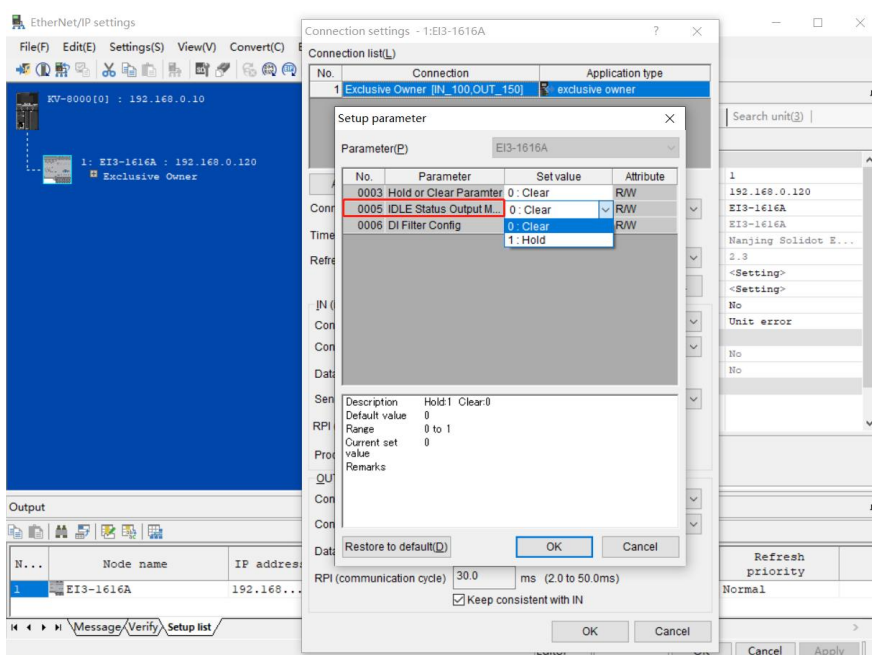 EtherNet/IP settings
File(F) Edit(E) Settings(S) View(V) Convert(C)
KV-8000[0] : 192.168.0.10
1: EI3-1616A : 192.168.0.120
Exclusive Owner
Connection settings - 1:EI3-1616A
Connection list(L)
No. Connection Application type
1 Exclusive Owner [IN_100,OUT_150] exclusive owner
Setup parameter
Parameter(P) EI3-1616A
No. Parameter Set value Attribute
0003 Hold or Clear Paramter 0 : Clear R/W
0005 IDLE Status Output M... 0 : Clear R/W
0006 DI Filter Config 0 : Clear R/W
1 : Hold
Description Hold:1 Clear:0
Default value 0
Range 0 to 1
Current set value 0
Remarks
Restore to default(D) OK Cancel
RPI (communication cycle) 30.0 ms (2.0 to 50.0ms)
Keep consistent with IN
OK Cancel
Search unit(3)
1
192.168.0.120
EI3-1616A
EI3-1616A
Nanjing Solidot E...
2.3
<Setting>
<Setting>
No
Unit error
No
No
Output
N... Node name IP address Refresh priority
1 EI3-1616A 192.168... Normal
Message Verify Setup list
Cancel Apply